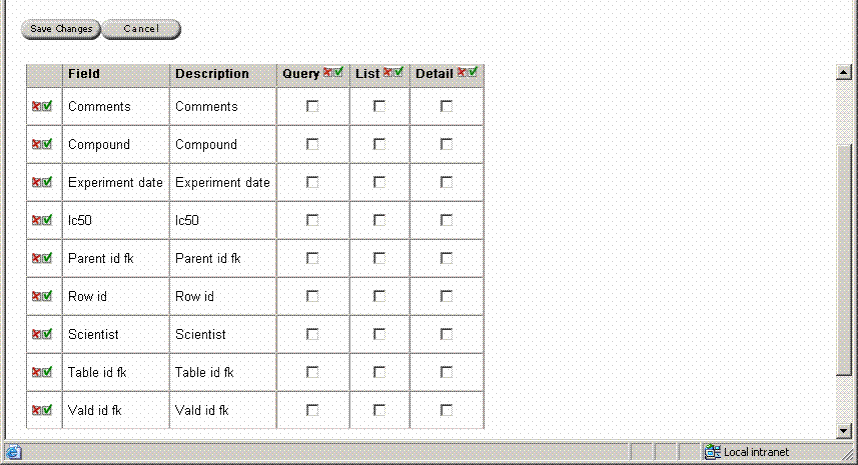 Save Changes Cancel
Field Description Query List Detail
Comments Comments
Compound Compound
Experiment date Experiment date
Ic50 Ic50
Parent id fk Parent id fk
Row id Row id
Scientist Scientist
Table id fk Table id fk
Vald id fk Vald id fk
Local intranet